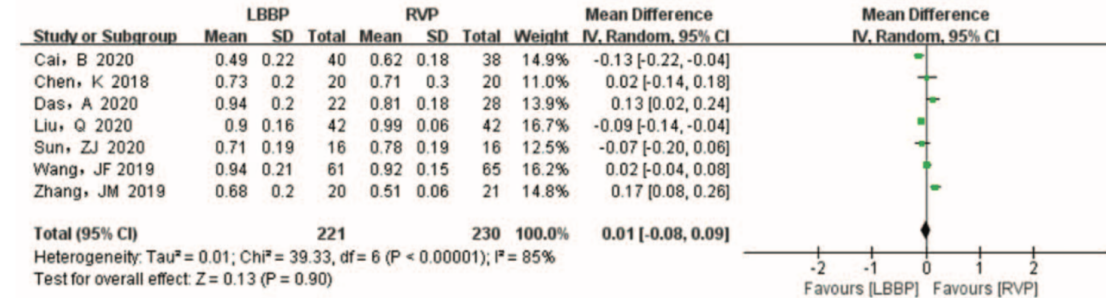 LBBP RVP Mean Difference Mean Difference
Study or Subgroup Mean SD Total Mean SD Total Weight IV, Random, 95% CI IV, Random, 95% CI
Cai, B 2020 0.49 0.22 40 0.62 0.18 38 14.9% -0.13 [-0.22, -0.04]
Chen, K 2018 0.73 0.2 20 0.71 0.3 20 11.0% 0.02 [-0.14, 0.18]
Das, A 2020 0.94 0.2 22 0.81 0.18 28 13.9% 0.13 [0.02, 0.24]
Liu, Q 2020 0.9 0.16 42 0.99 0.06 42 16.7% -0.09 [-0.14, -0.04]
Sun, ZJ 2020 0.71 0.19 16 0.78 0.19 16 12.5% -0.07 [-0.20, 0.06]
Wang, JF 2019 0.94 0.21 61 0.92 0.15 65 16.2% 0.02 [-0.04, 0.08]
Zhang, JM 2019 0.68 0.2 20 0.51 0.06 21 14.8% 0.17 [0.08, 0.26]
Total (95% CI) 221 230 100.0% 0.01 [-0.08, 0.09]
Heterogeneity: Tau² = 0.01; Chi² = 39.33, df = 6 (P < 0.00001); I² = 85%
Test for overall effect: Z = 0.13 (P = 0.90)
-2 -1 0 1 2
Favours [LBBP] Favours [RVP]